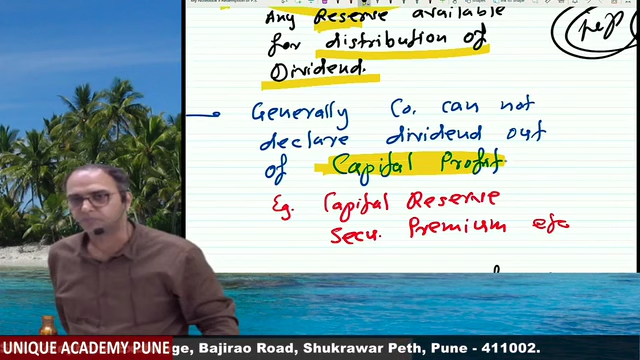 Any Reserve available
for distribution of
Dividend.
Generally Co. can not
declare dividend out
of Capital Profit
Eg. Capital Reserve
Secu. Premium etc
UNIQUE ACADEMY PUNE
ge, Bajirao Road, Shukrawar Peth, Pune - 411002.